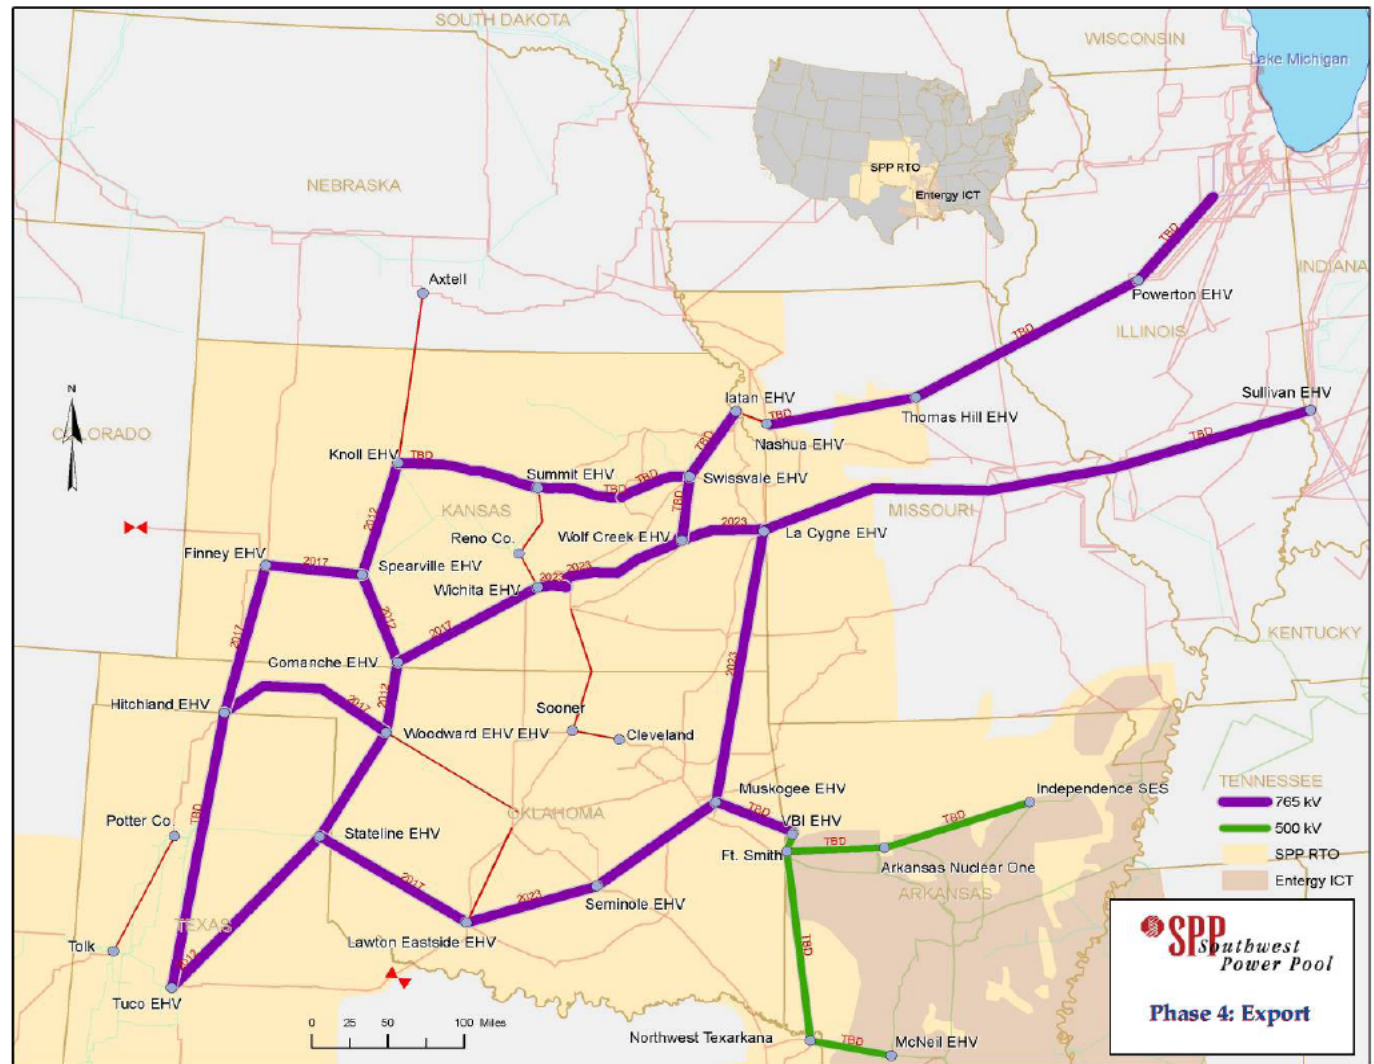 SOUTH DAKOTA
WISCONSIN
Lake Michigan
NEBRASKA
SPP RTO
Entergy ICT
TBD
INDIANA
Axtell
Powerton EHV
TBD
ILLINOIS
N
Iatan EHV
Sullivan EHV
TBD
Thomas Hill EHV
COLORADO
Nashua EHV
TBD
Knoll EHV
TBD
TBD
Summit EHV
TBD
TBD
Swissvale EHV
KANSAS
TBD
MISSOURI
2012
Reno Co.
Wolf Creek EHV
2023
La Cygne EHV
Finney EHV
2017
Spearville EHV
2023
2023
Wichita EHV
2012
2017
2017
KENTUCKY
Comanche EHV
2023
2012
Hitchland EHV
2017
Sooner
Woodward EHV EHV
Cleveland
TENNESSEE
Muskogee EHV
Independence SES
765 kV
TBD
TBD
TBD
OKLAHOMA
Potter Co.
VBI EHV
500 kV
Stateline EHV
TBD
Ft. Smith
SPP RTO
Arkansas Nuclear One
2017
2023
ARKANSAS
Entergy ICT
Seminole EHV
TEXAS
Lawton Eastside EHV
Tolk
2012
TBD
SPP
Southwest
Power Pool
Tuco EHV
Phase 4: Export
0 25 50 100 Miles
Northwest Texarkana
TBD
McNeil EHV